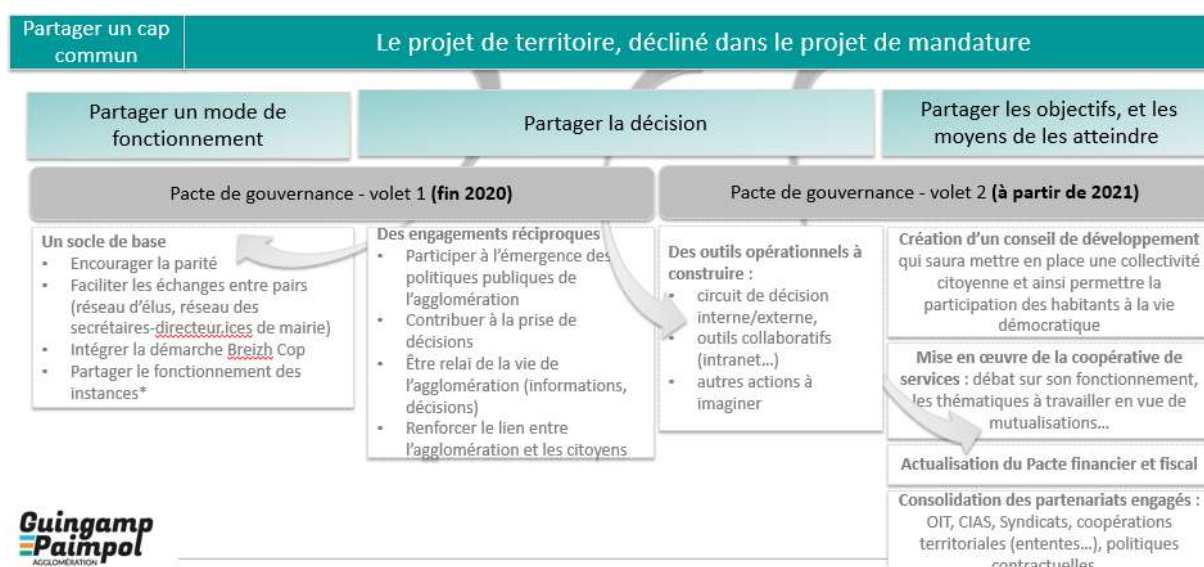 Partager un cap
commun
Le projet de territoire, décliné dans le projet de mandature
Partager un mode de
fonctionnement
Partager la décision
Partager les objectifs, et les
moyens de les atteindre
Pacte de gouvernance - volet 1 (fin 2020)
Pacte de gouvernance - volet 2 (à partir de 2021)
Un socle de base
• Encourager la parité
• Faciliter les échanges entre pairs
(réseau d’élus, réseau des
secrétaires-directeur.ices de mairie)
• Intégrer la démarche Breizh Cop
• Partager le fonctionnement des
instances*
Des engagements réciproques
• Participer à l’émergence des
politiques publiques de
l’agglomération
• Contribuer à la prise de
décisions
• Être relai de la vie de
l’agglomération (informations,
décisions)
• Renforcer le lien entre
l’agglomération et les citoyens
Des outils opérationnels à
construire :
• circuit de décision
interne/externe,
• outils collaboratifs
(intranet…)
• autres actions à
imaginer
Création d’un conseil de développement
qui saura mettre en place une collectivité
citoyenne et ainsi permettre la
participation des habitants à la vie
démocratique
Mise en œuvre de la coopérative de
services : débat sur son fonctionnement,
les thématiques à travailler en vue de
mutualisations…
Actualisation du Pacte financier et fiscal
Consolidation des partenariats engagés :
OIT, CIAS, Syndicats, coopérations
territoriales (ententes…), politiques
contractuelles
Guingamp
Paimpol
AGGLOMÉRATION